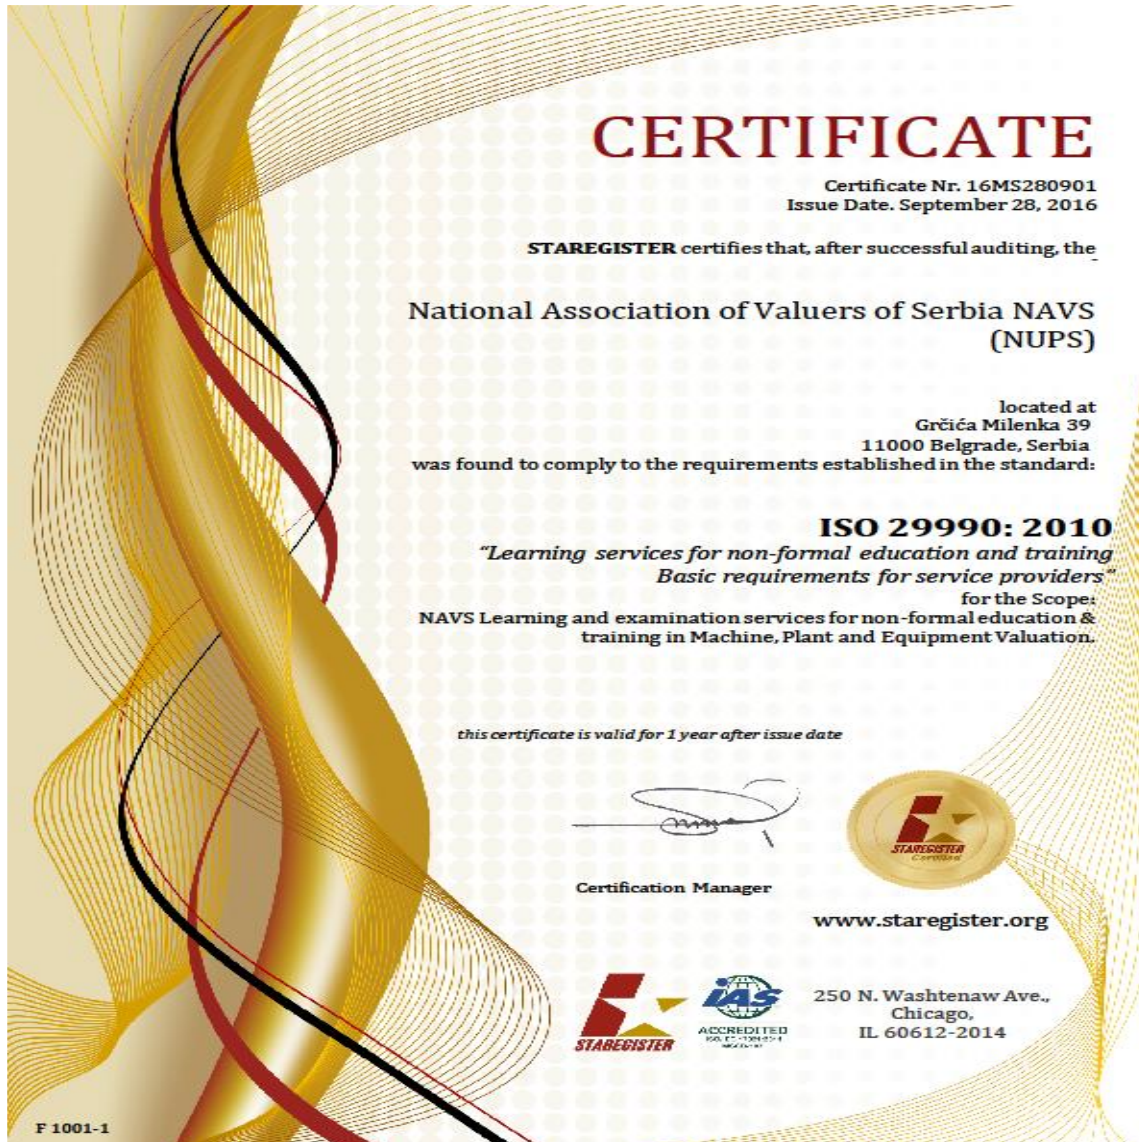 CERTIFICATE
Certificate Nr. 16MS280901
Issue Date. September 28, 2016
STAREGISTER certifies that, after successful auditing, the
National Association of Valuers of Serbia NAVS
(NUPS)
located at
Grčića Milenka 39
11000 Belgrade, Serbia
was found to comply to the requirements established in the standard:
ISO 29990: 2010
“Learning services for non-formal education and training
Basic requirements for service providers”
for the Scope:
NAVS Learning and examination services for non-formal education &
training in Machine, Plant and Equipment Valuation.
this certificate is valid for 1 year after issue date
STAREGISTER
Certified
Certification Manager
www.staregister.org
STAREGISTER
IAS
ACCREDITED
250 N. Washtenaw Ave.,
Chicago,
IL 60612-2014
F 1001-1